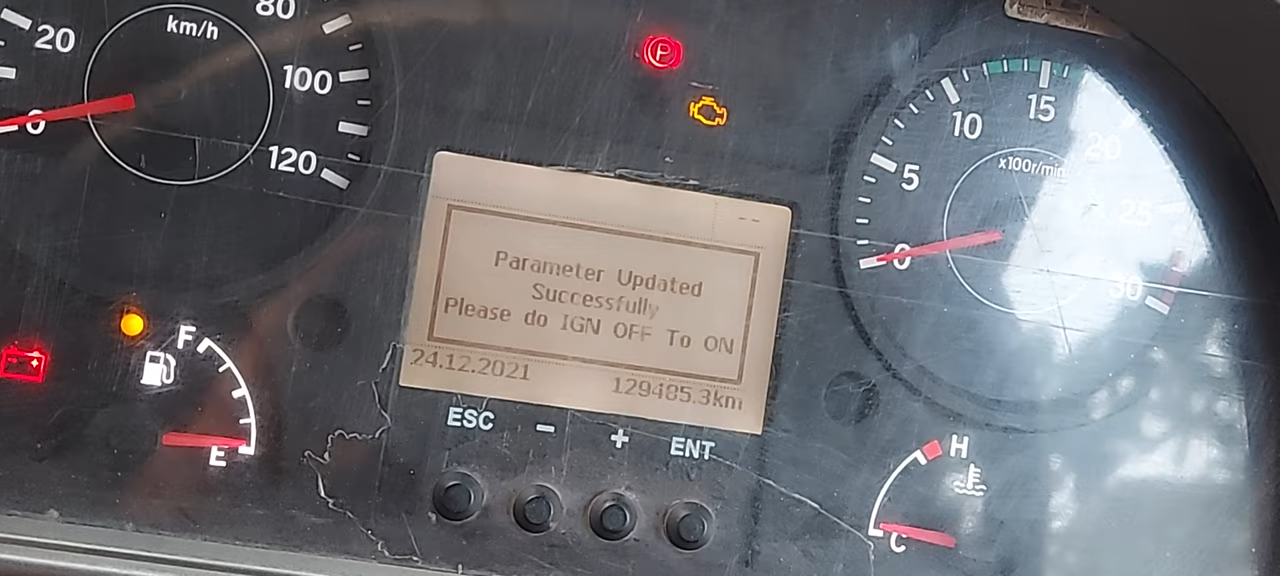 80
km/h
20
100
0
120
P
15
10
20
x100r/min
5
25
0
30
--
Parameter Updated
Successfully
Please do IGN OFF To ON
24.12.2021
129485.3km
F
E
ESC - + ENT
H
C